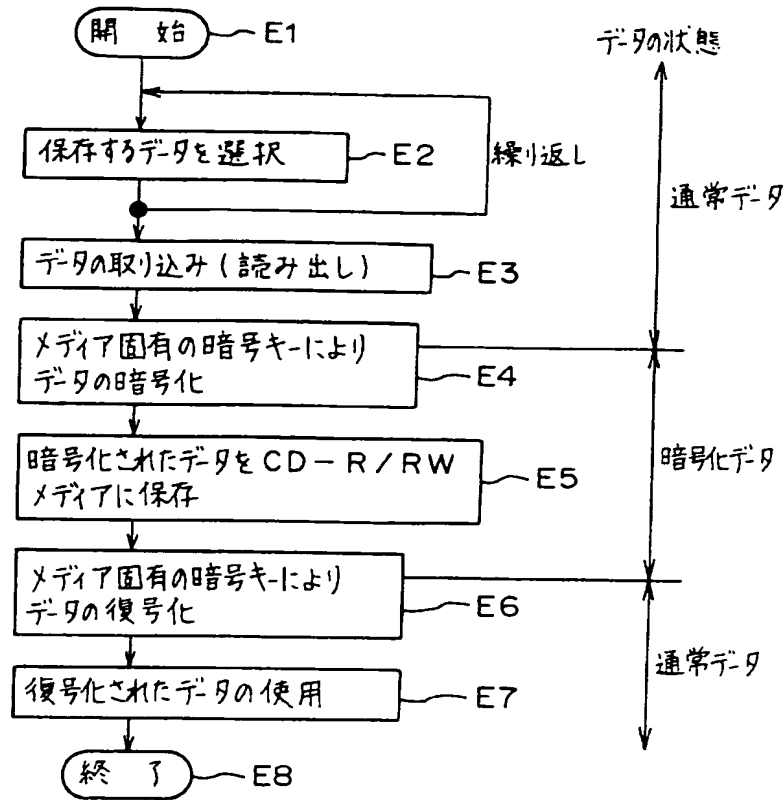 開 始
E1
データの状態
保存するデータを選択
E2
繰り返し
通常データ
データの取り込み(読み出し)
E3
メディア固有の暗号キーにより
データの暗号化
E4
暗号化されたデータをCD-R/RW
メディアに保存
E5
暗号化データ
メディア固有の暗号キーにより
データの復号化
E6
通常データ
復号化されたデータの使用
E7
終 了
E8